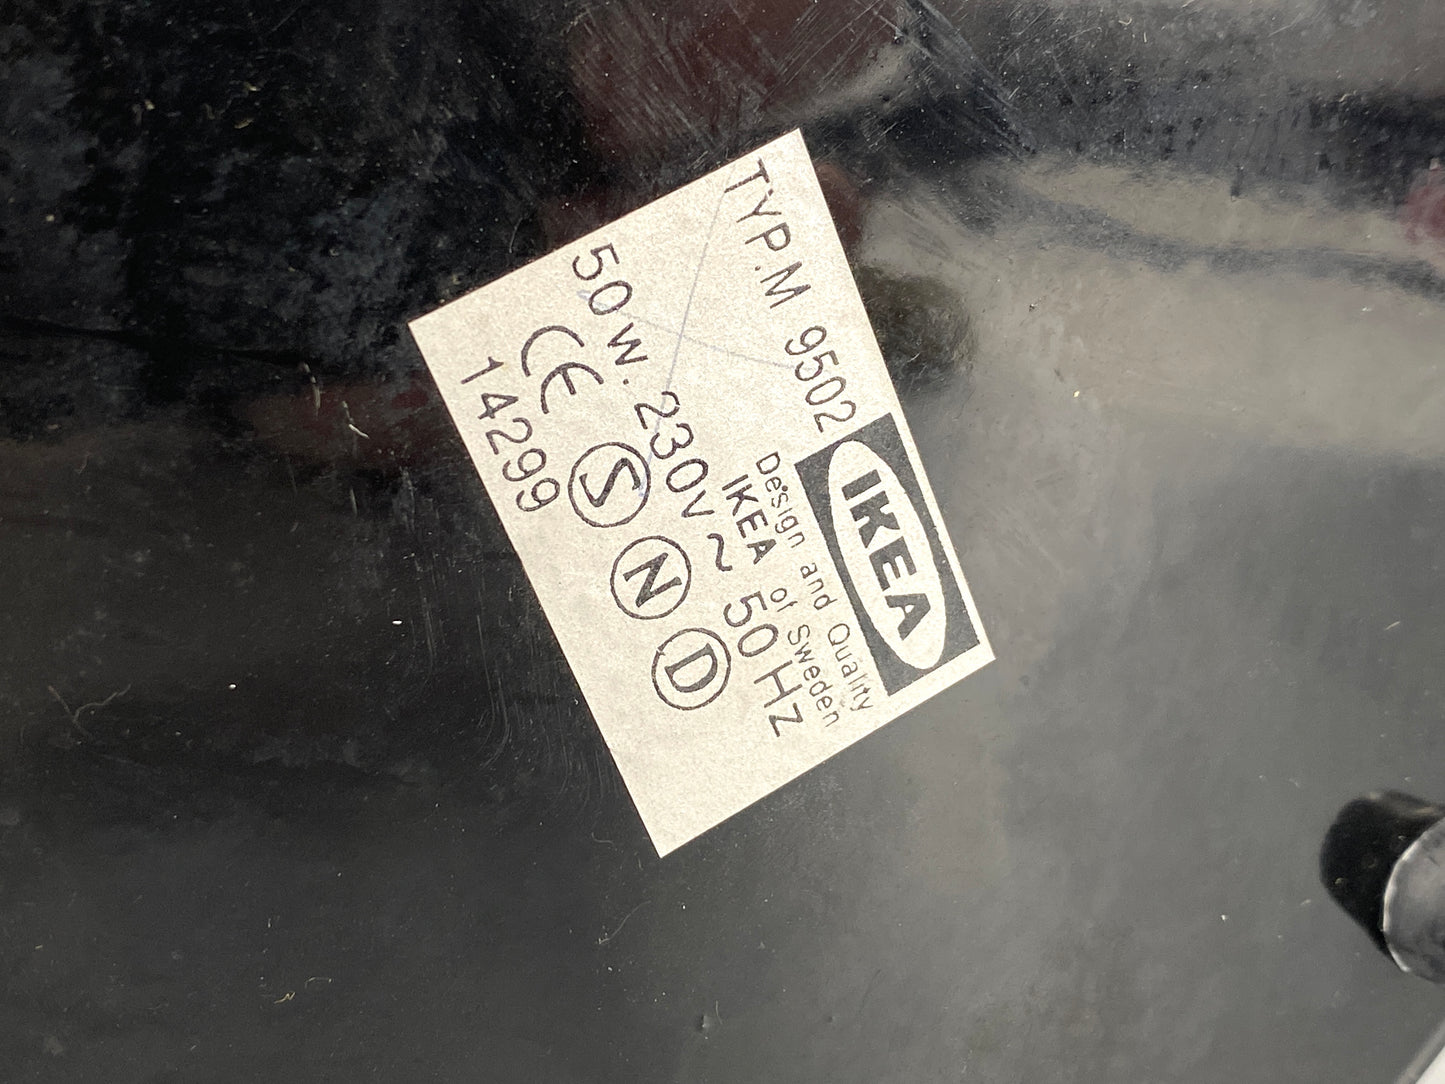 TYP.M 9502
IKEA
Design and Quality
IKEA of Sweden
50 W. 230V ~ 50 Hz
CE S N D
14299